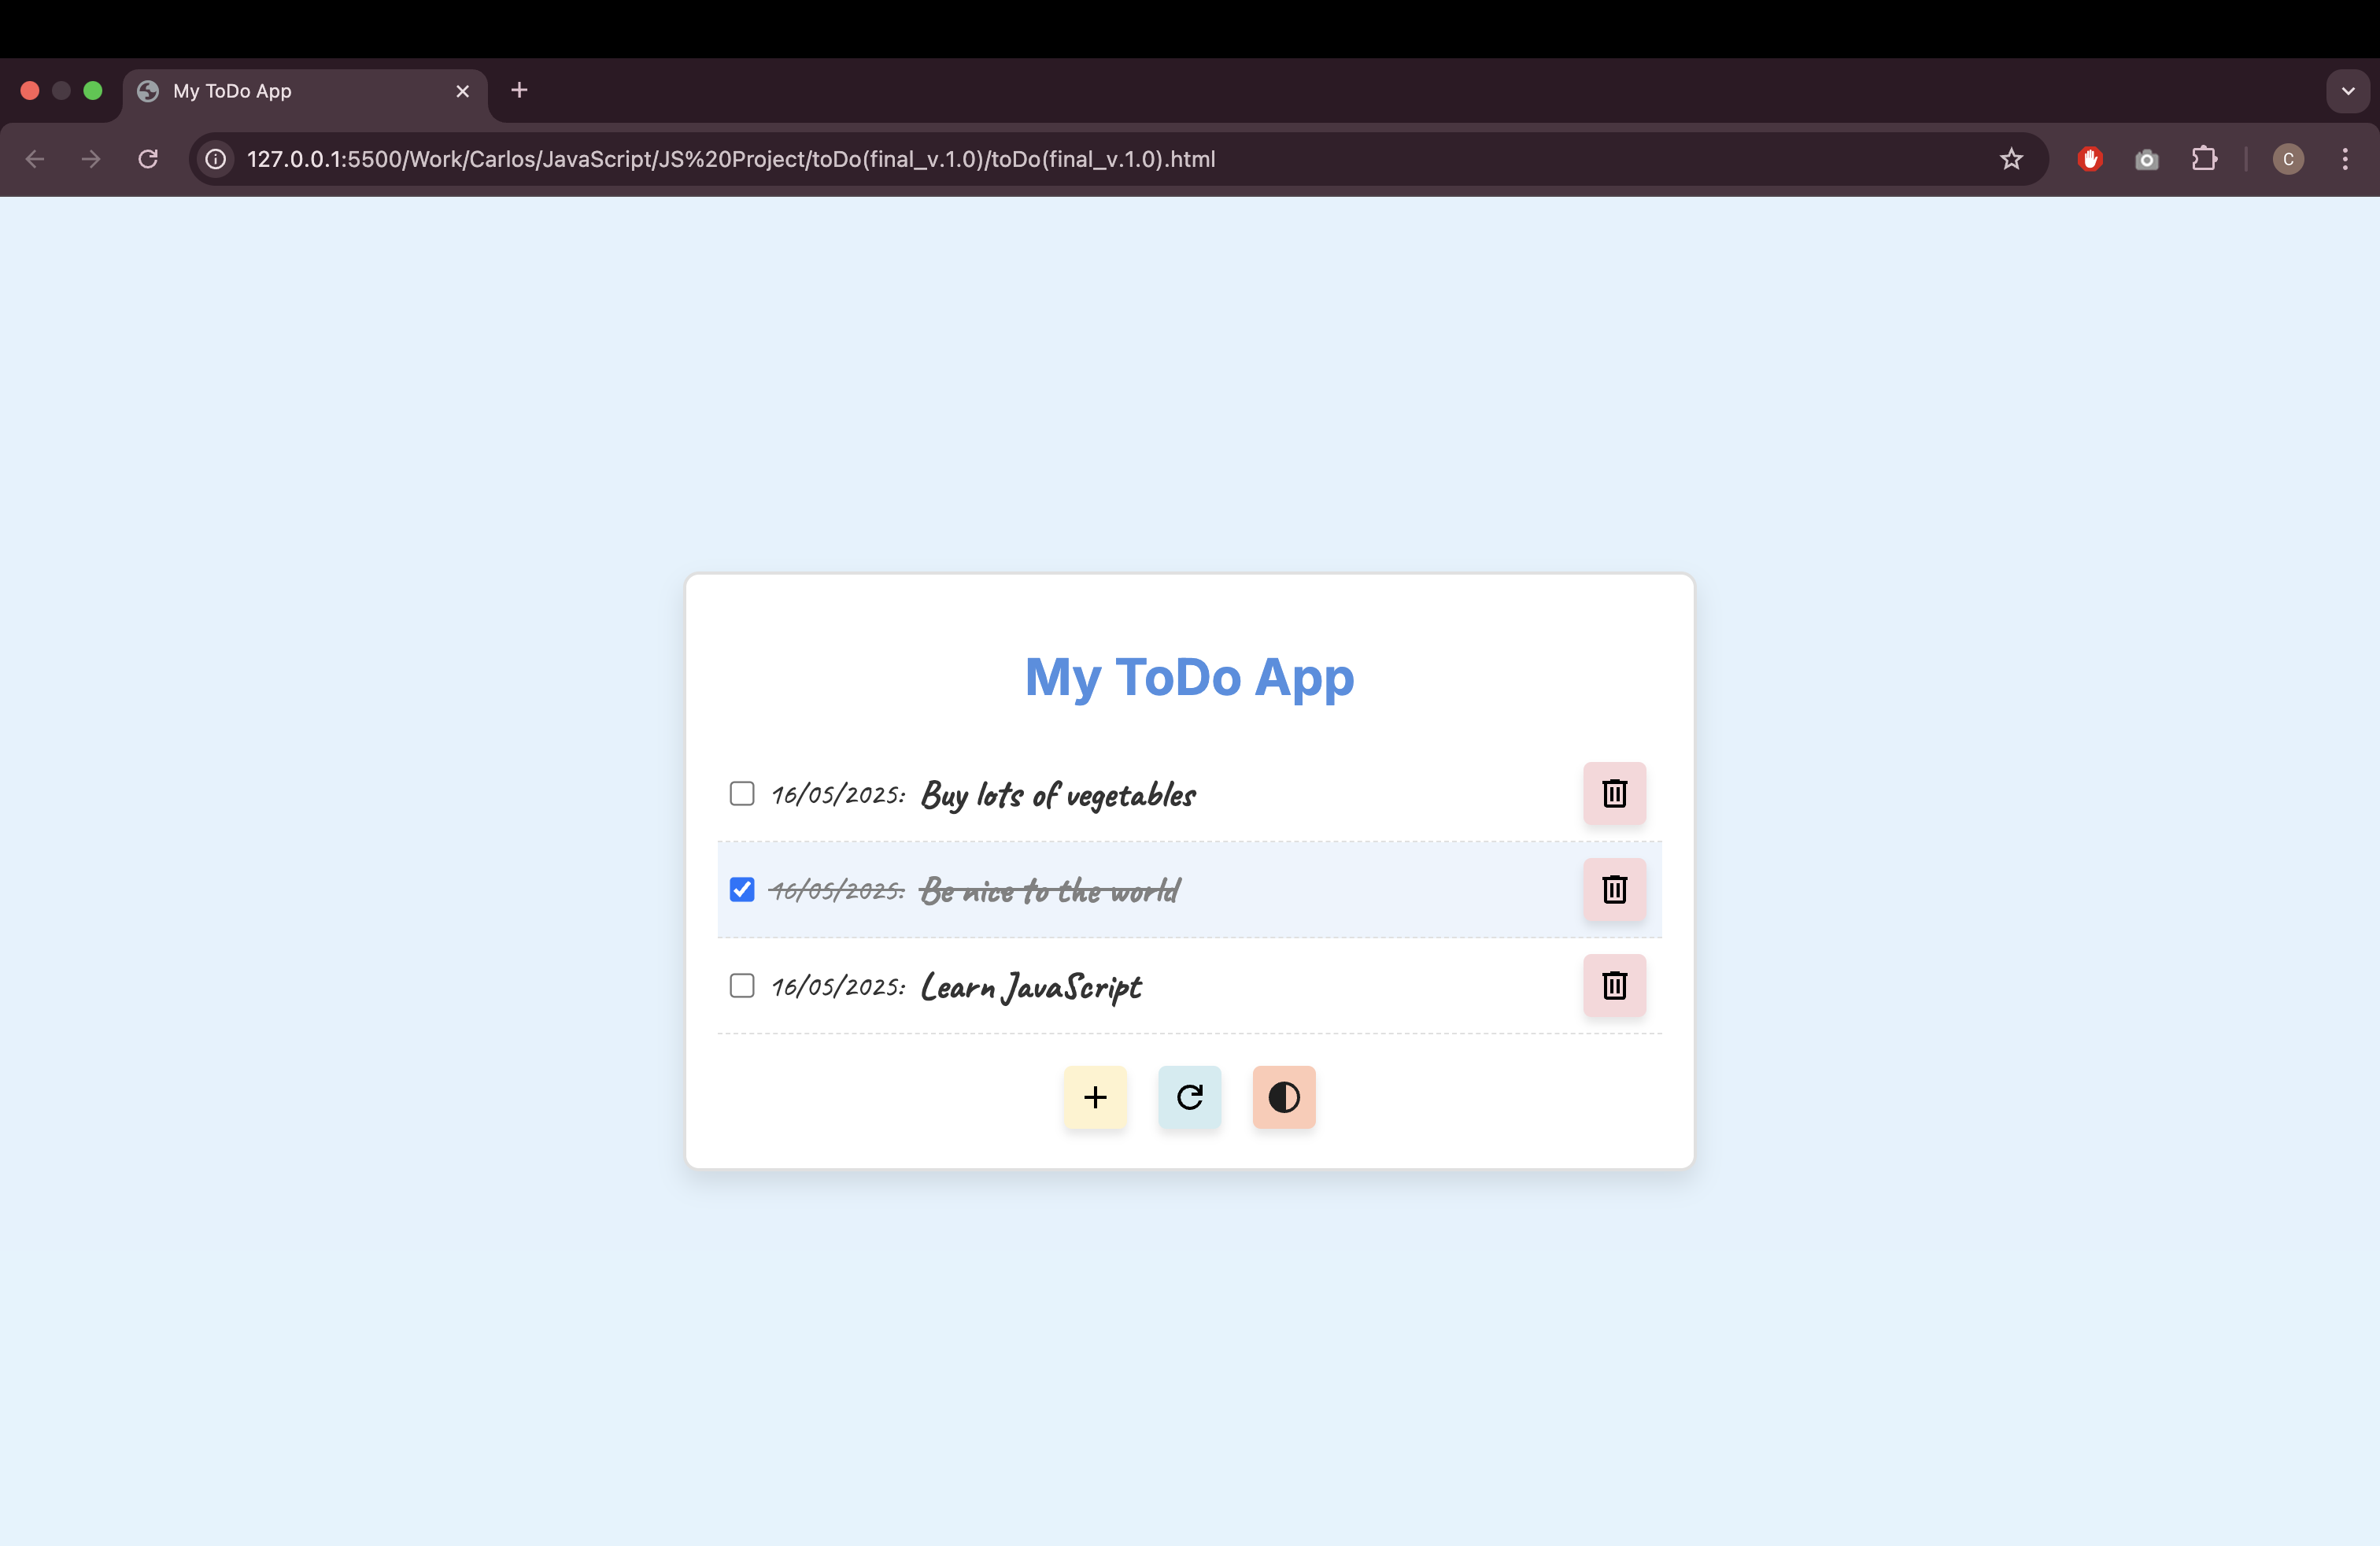 My ToDo App
127.0.0.1:5500/Work/Carlos/JavaScript/JS%20Project/toDo(final_v.1.0)/toDo(final_v.1.0).html
C
My ToDo App
16/05/2025: Buy lots of vegetables
16/05/2025: Be nice to the world
16/05/2025: Learn JavaScript